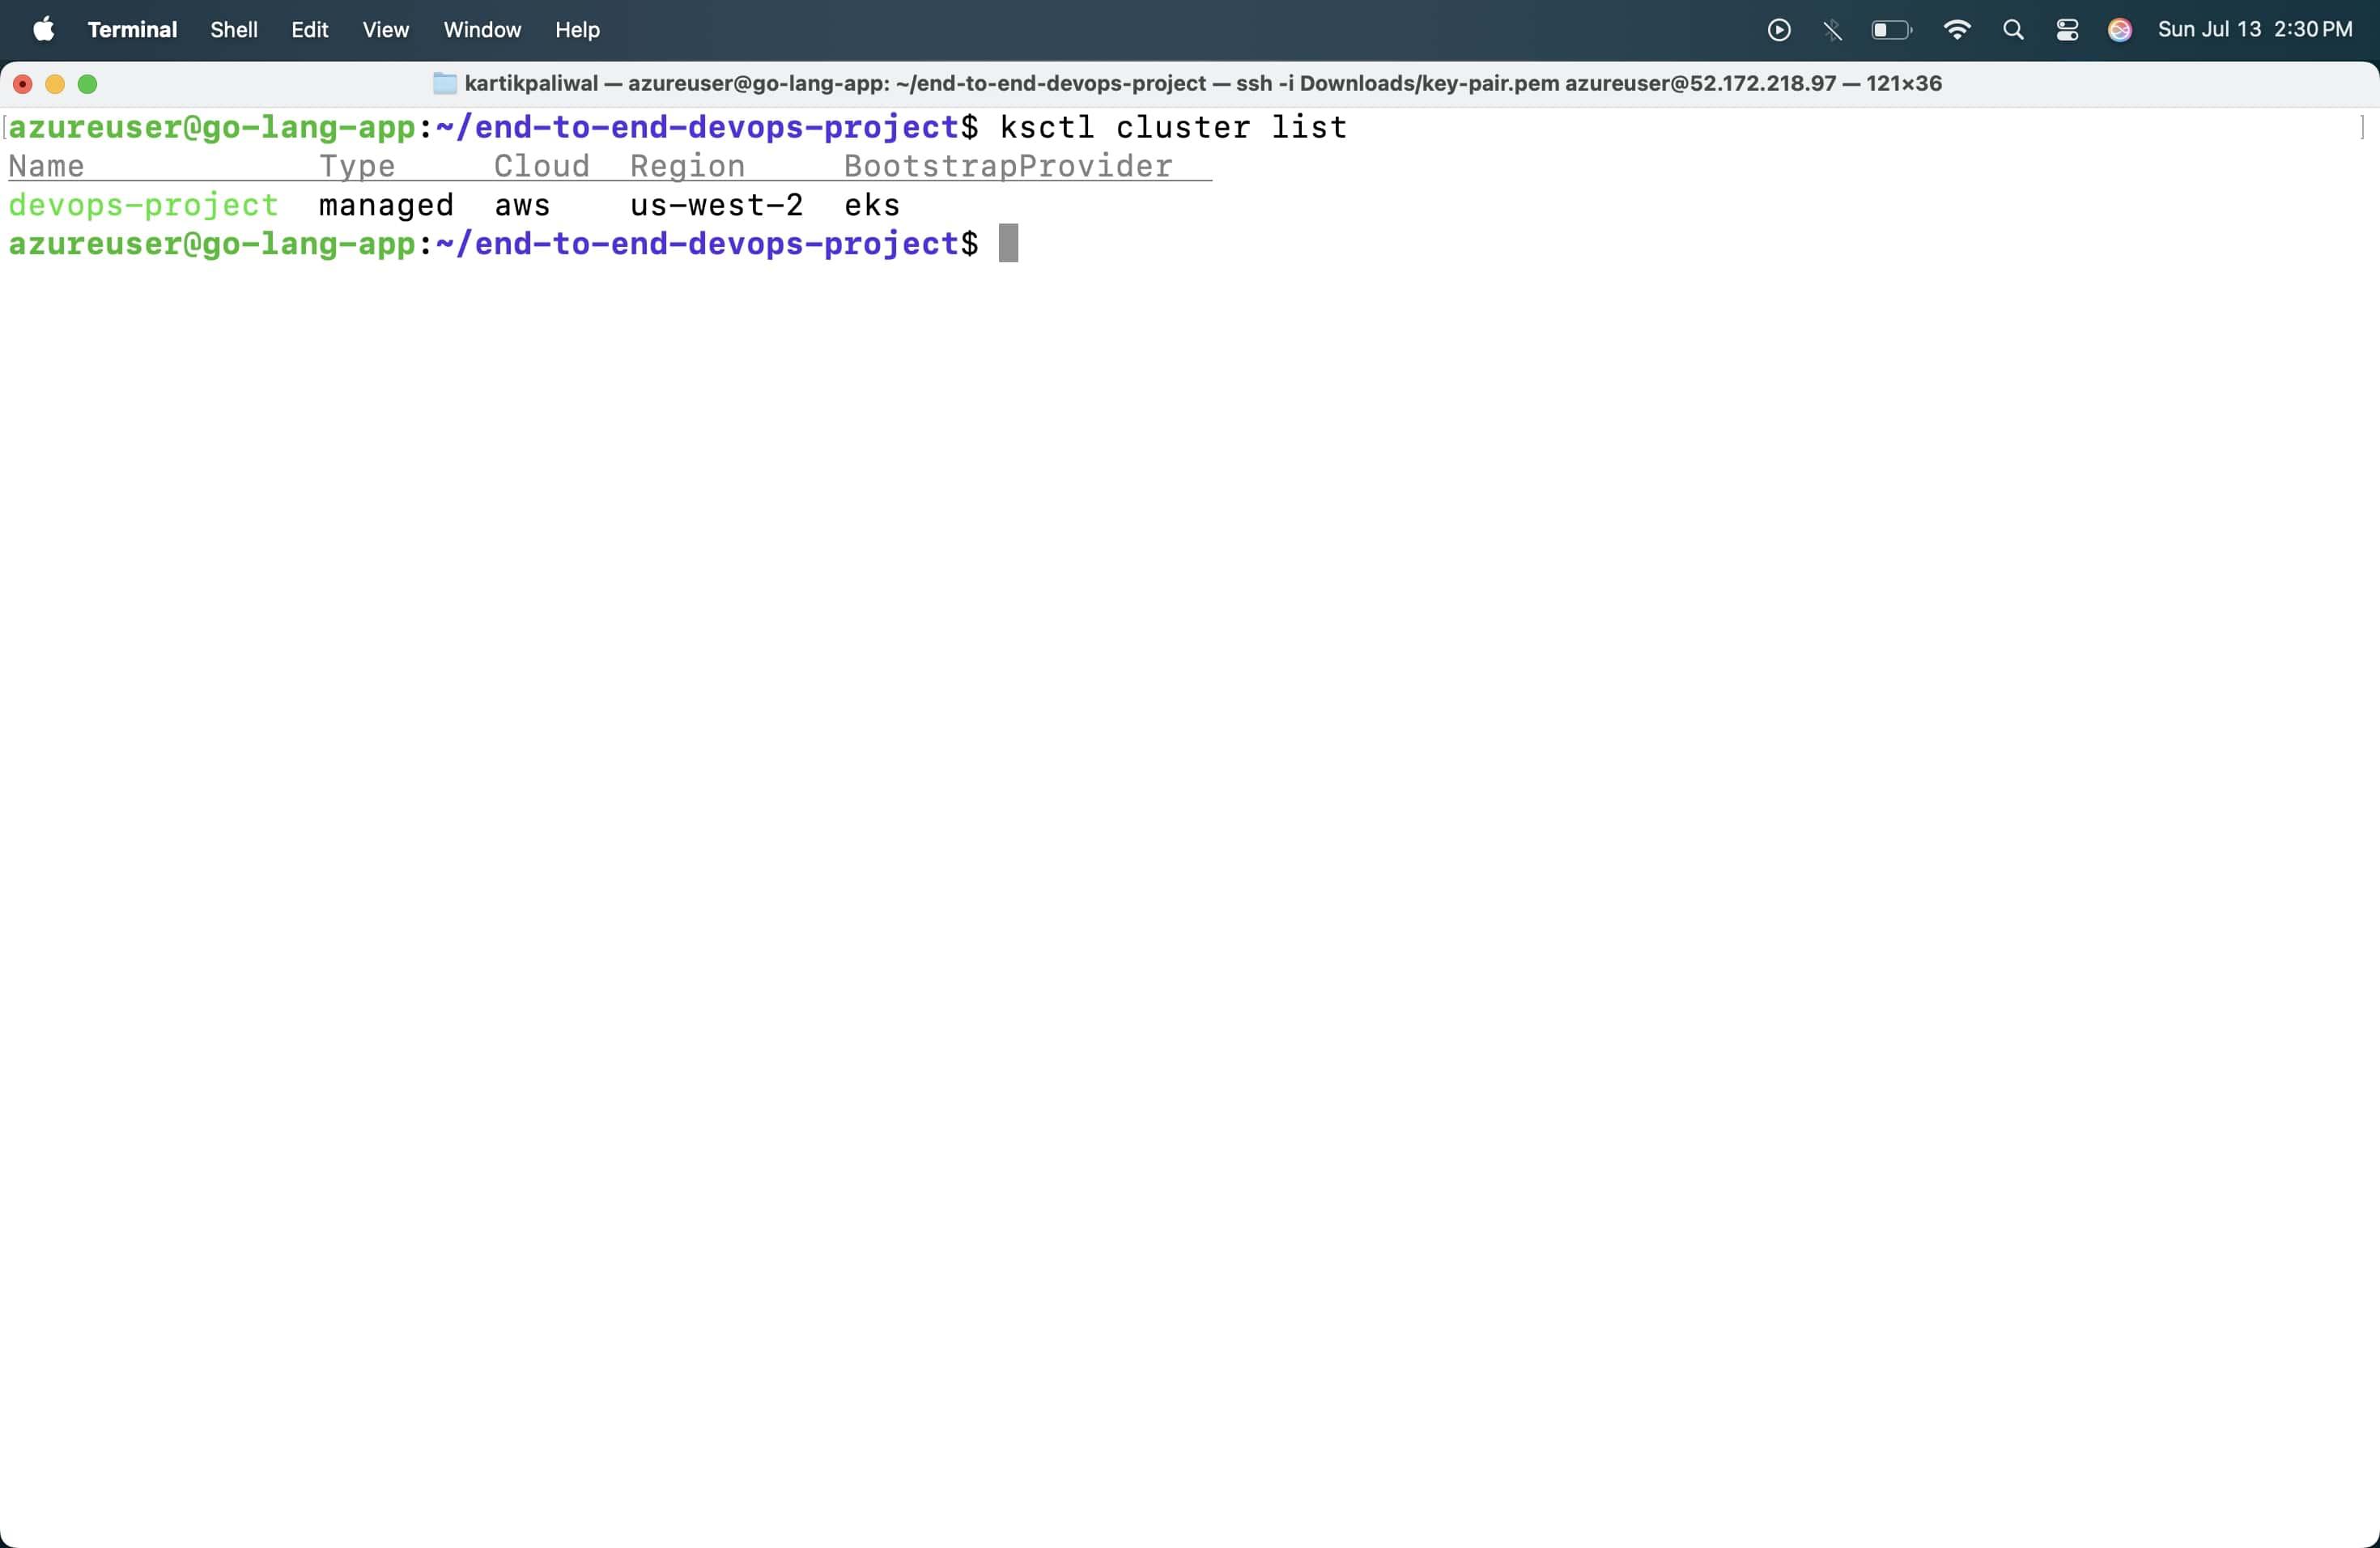 Terminal Shell Edit View Window Help Sun Jul 13 2:30 PM
kartikpaliwal — azureuser@go-lang-app: ~/end-to-end-devops-project — ssh -i Downloads/key-pair.pem azureuser@52.172.218.97 — 121×36
[azureuser@go-lang-app:~/end-to-end-devops-project$ ksctl cluster list ]
Name Type Cloud Region BootstrapProvider
devops-project managed aws us-west-2 eks
azureuser@go-lang-app:~/end-to-end-devops-project$